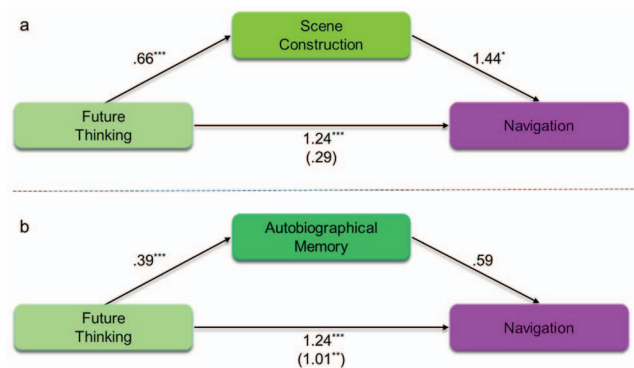 a
Scene
Construction
.66***
1.44*
Future
Thinking
Navigation
1.24***
(.29)
b
Autobiographical
Memory
.39***
.59
Future
Thinking
Navigation
1.24***
(1.01**)